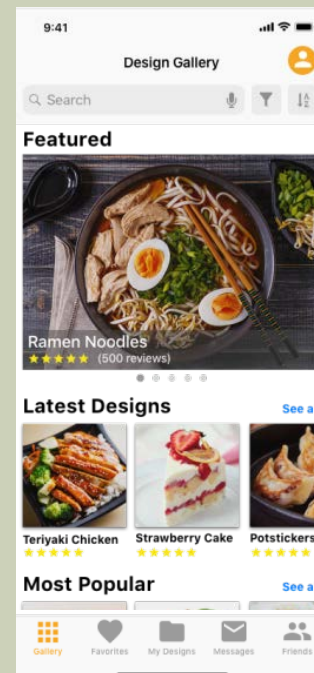 9:41
Design Gallery
Search
Featured
Ramen Noodles
(500 reviews)
Latest Designs
See a
Teriyaki Chicken
Strawberry Cake
Potstickers
Most Popular
See a
Gallery
Favorites
My Designs
Messages
Friends